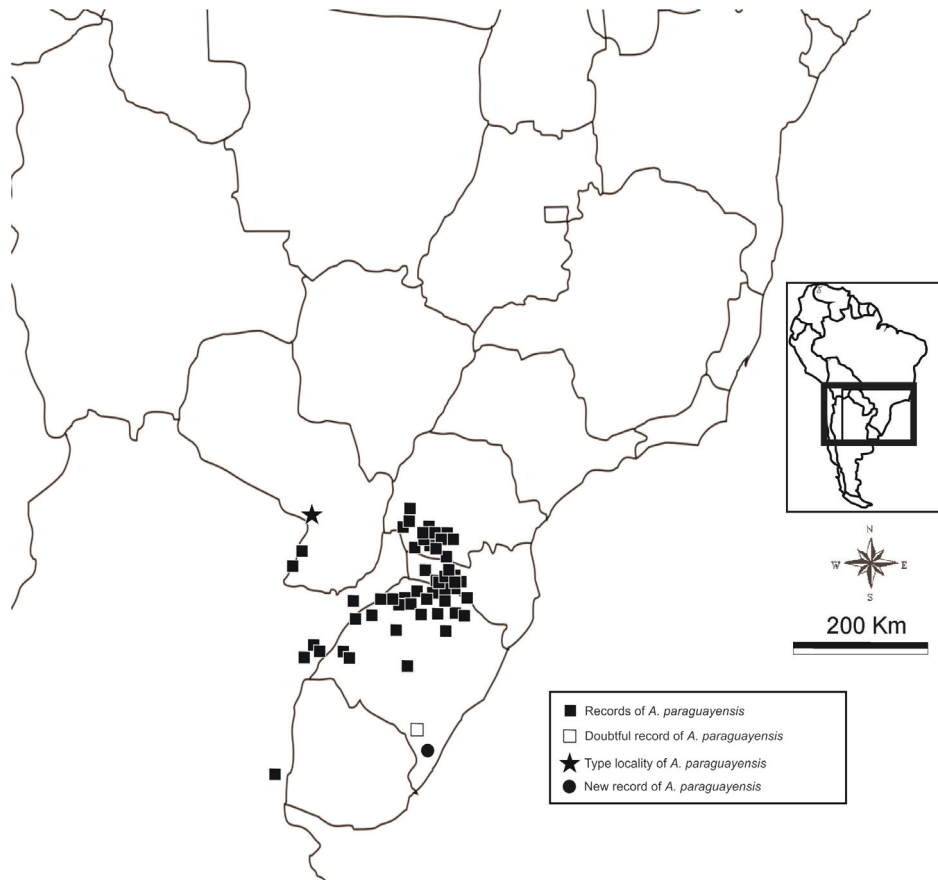 N
W E
S
200 Km
Records of A. paraguayensis
Doubtful record of A. paraguayensis
Type locality of A. paraguayensis
New record of A. paraguayensis